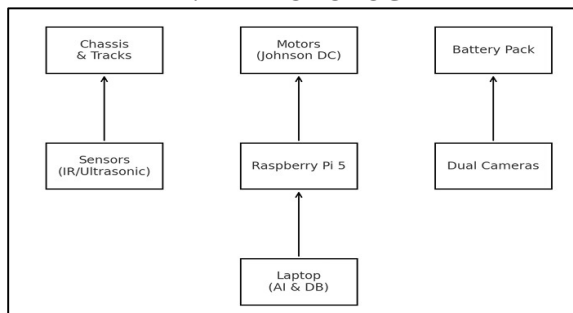 Chassis
& Tracks
Motors
(Johnson DC)
Battery Pack
Sensors
(IR/Ultrasonic)
Raspberry Pi 5
Dual Cameras
Laptop
(AI & DB)